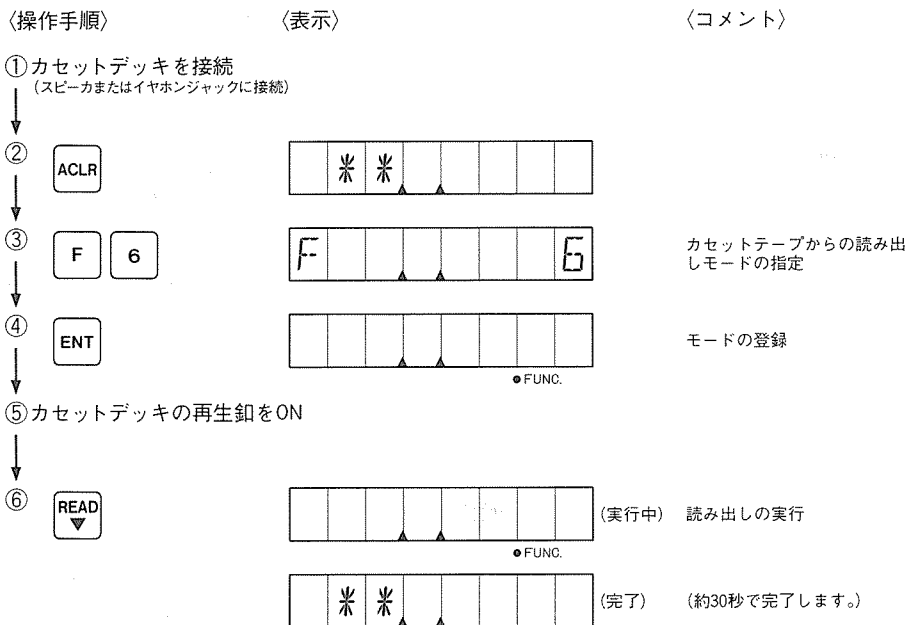 〈操作手順〉 〈表示〉 〈コメント〉
①カセットデッキを接続
(スピーカまたはイヤホンジャックに接続)
② ACLR * *
③ F 6 F 6 カセットテープからの読み出
しモードの指定
④ ENT モードの登録
● FUNC.
⑤カセットデッキの再生釦をON
⑥ READ ▼ (実行中) 読み出しの実行
● FUNC.
* * (完了) (約30秒で完了します。)